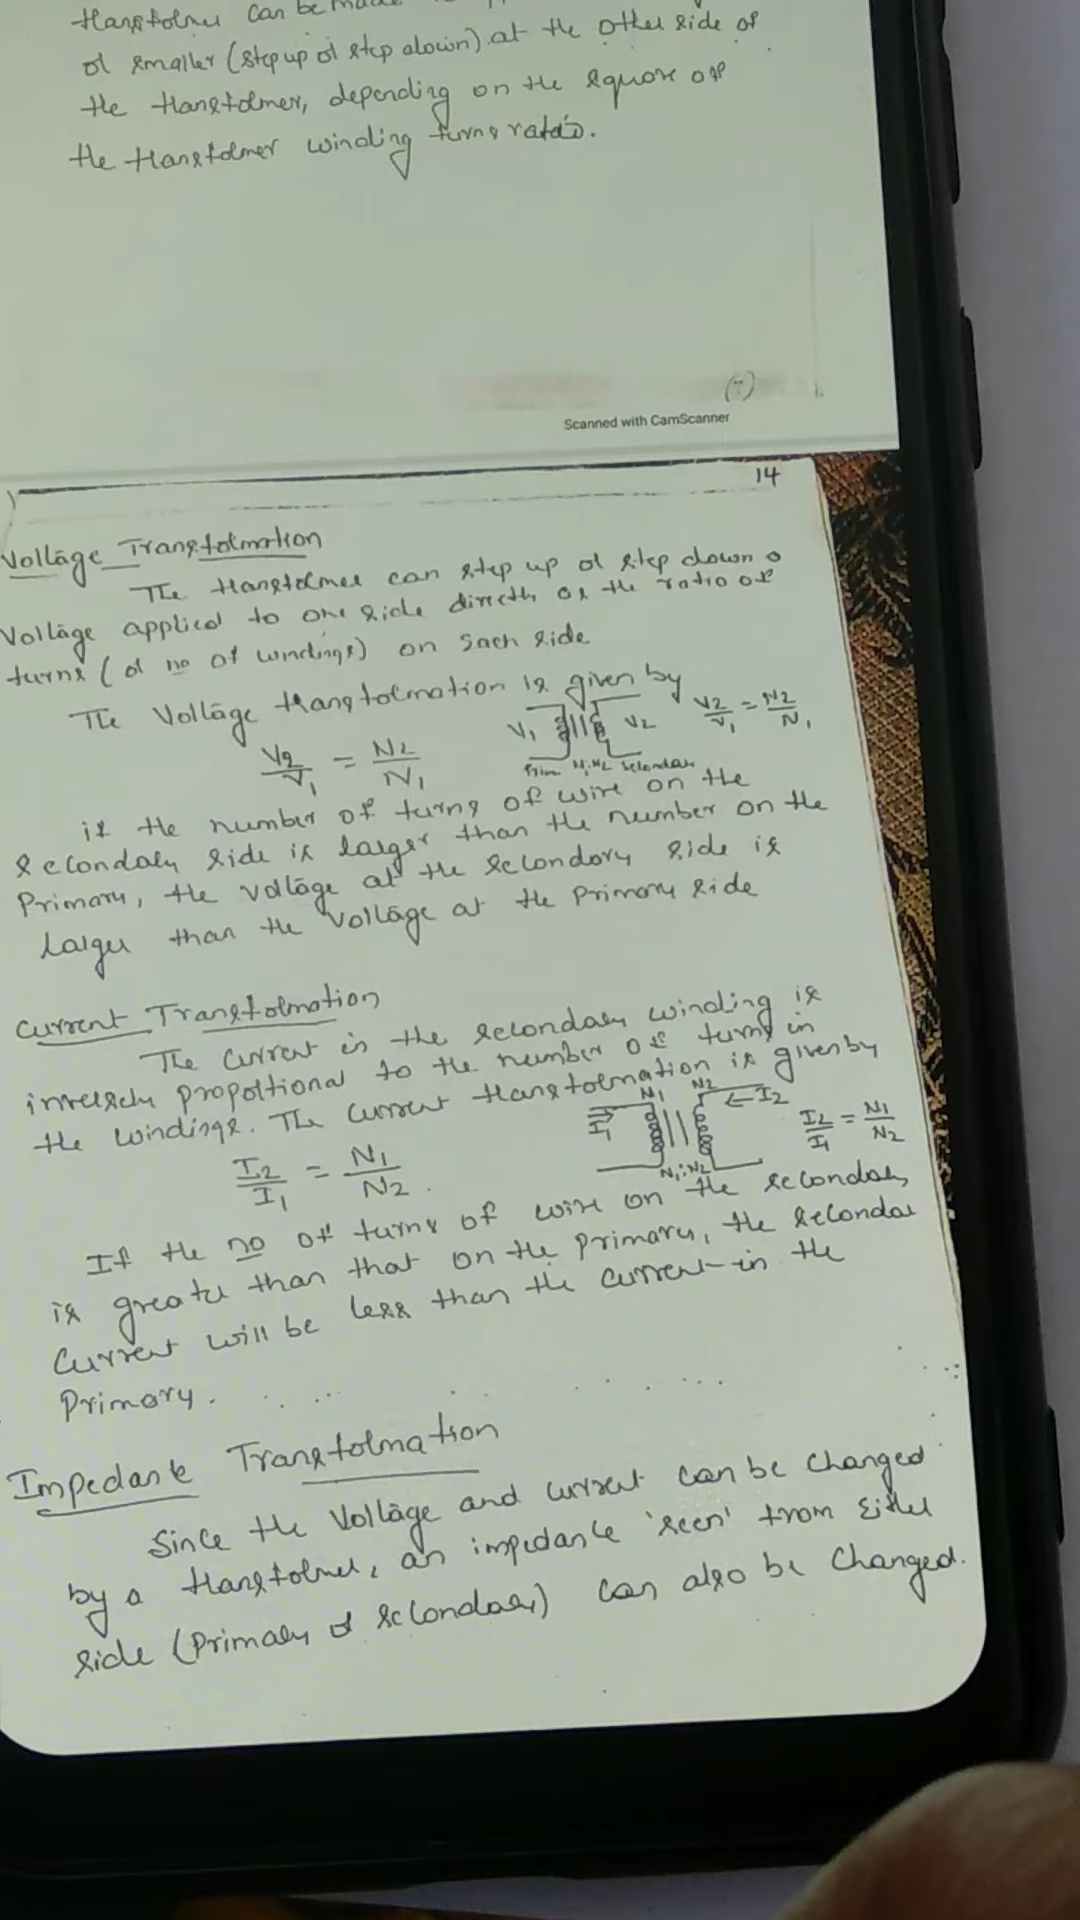 transformer can be made
or smaller (step up or step down) at the other side of
the transformer, depending on the square of
the transformer winding turns ratio.
(7)
Scanned with CamScanner
14
Voltage Transformation
The transformer can step up or step down a
Voltage applied to one side directly as the ratio of
turns (or no of windings) on each side
The Voltage transformation is given by
V2/V1 = N2/N1
V1 V2
Prim N1:N2 Secondary
V2/V1 = N2/N1
if the number of turns of wire on the
secondary side is larger than the number on the
Primary, the voltage at the secondary side is
larger than the voltage at the primary side
Current Transformation
The current in the secondary winding is
inversely proportional to the number of turns in
the windings. The current transformation is given by
I2/I1 = N1/N2.
I1 N1 N2 I2
N1:N2
I2/I1 = N1/N2
If the no of turns of wire on the secondary
is greater than that on the primary, the secondar
Current will be less than the current in the
Primary.
Impedance Transformation
Since the Voltage and current can be changed
by a transformer, an impedance 'seen' from either
side (primary or secondary) can also be changed.